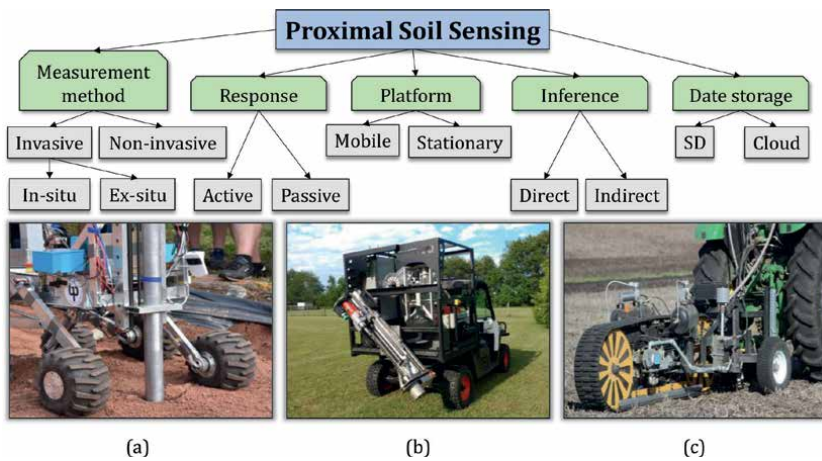 Proximal Soil Sensing
Measurement
method
Response
Platform
Inference
Date storage
Invasive
Non-invasive
Mobile
Stationary
SD
Cloud
In-situ
Ex-situ
Active
Passive
Direct
Indirect
(a)
(b)
(c)